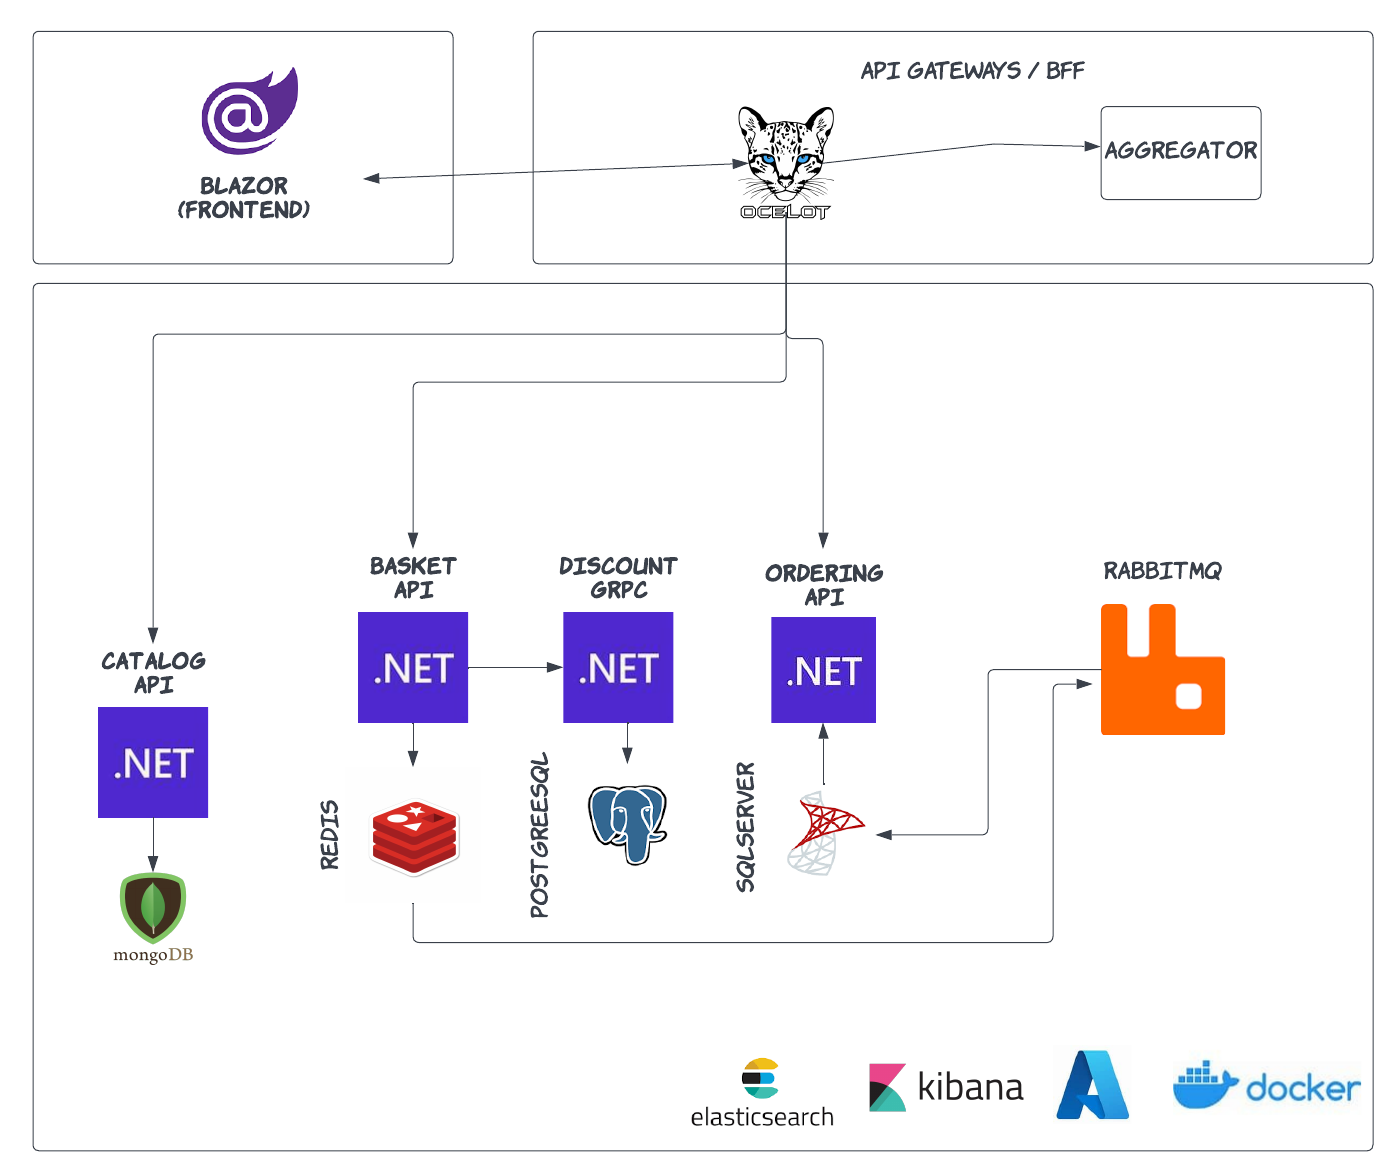 BLAZOR
(FRONTEND)
API GATEWAYS / BFF
OCELOT
AGGREGATOR
CATALOG
API
.NET
mongoDB
BASKET
API
.NET
REDIS
DISCOUNT
GRPC
.NET
POSTGREESQL
ORDERING
API
.NET
SQLSERVER
RABBITMQ
elasticsearch
kibana
docker